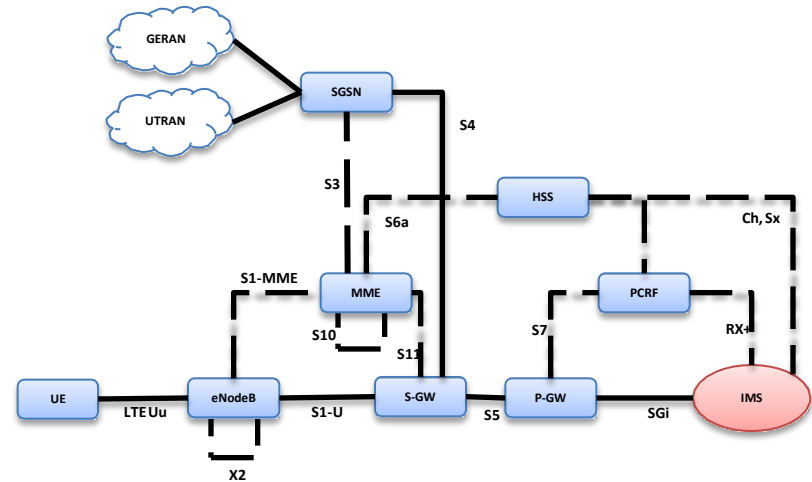 GERAN
SGSN
UTRAN
S4
S3
HSS
S6a
Ch, Sx
S1-MME
MME
PCRF
S10
S7
RX+
S11
UE
eNodeB
S-GW
P-GW
IMS
LTE Uu
S1-U
S5
SGi
X2